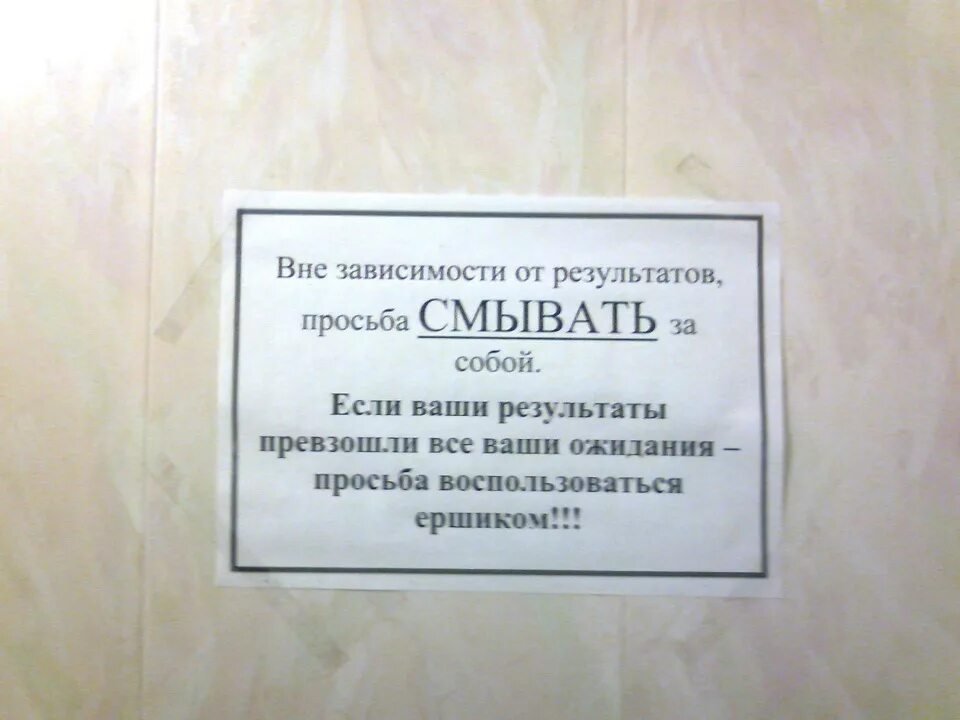 Вне зависимости от результатов,
просьба СМЫВАТЬ за
собой.
Если ваши результаты
превзошли все ваши ожидания –
просьба воспользоваться
ершиком!!!